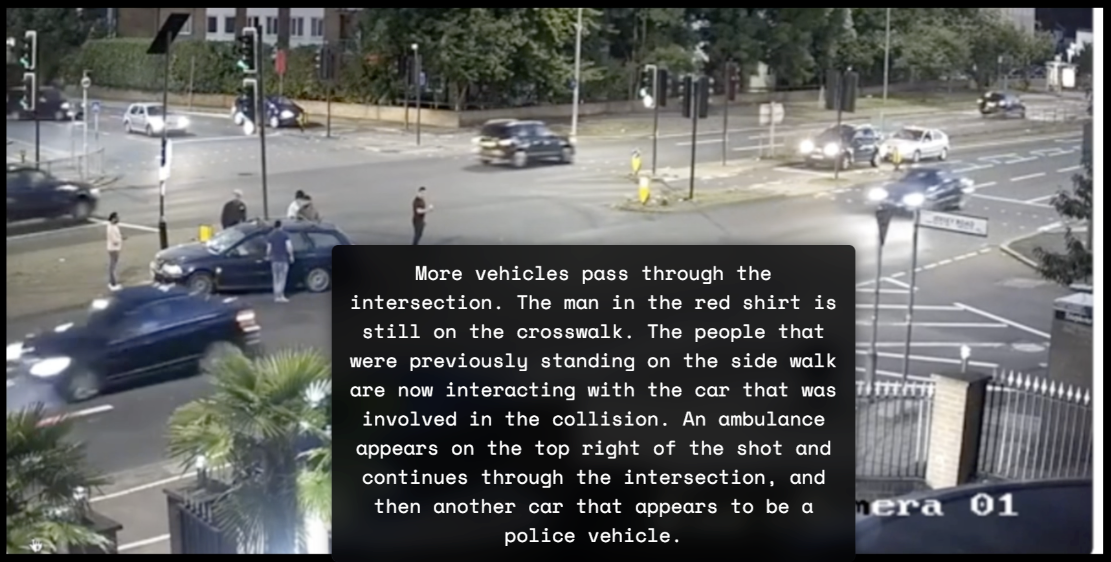 More vehicles pass through the
intersection. The man in the red shirt is
still on the crosswalk. The people that
were previously standing on the side walk
are now interacting with the car that was
involved in the collision. An ambulance
appears on the top right of the shot and
continues through the intersection, and
then another car that appears to be a
police vehicle.
mera 01